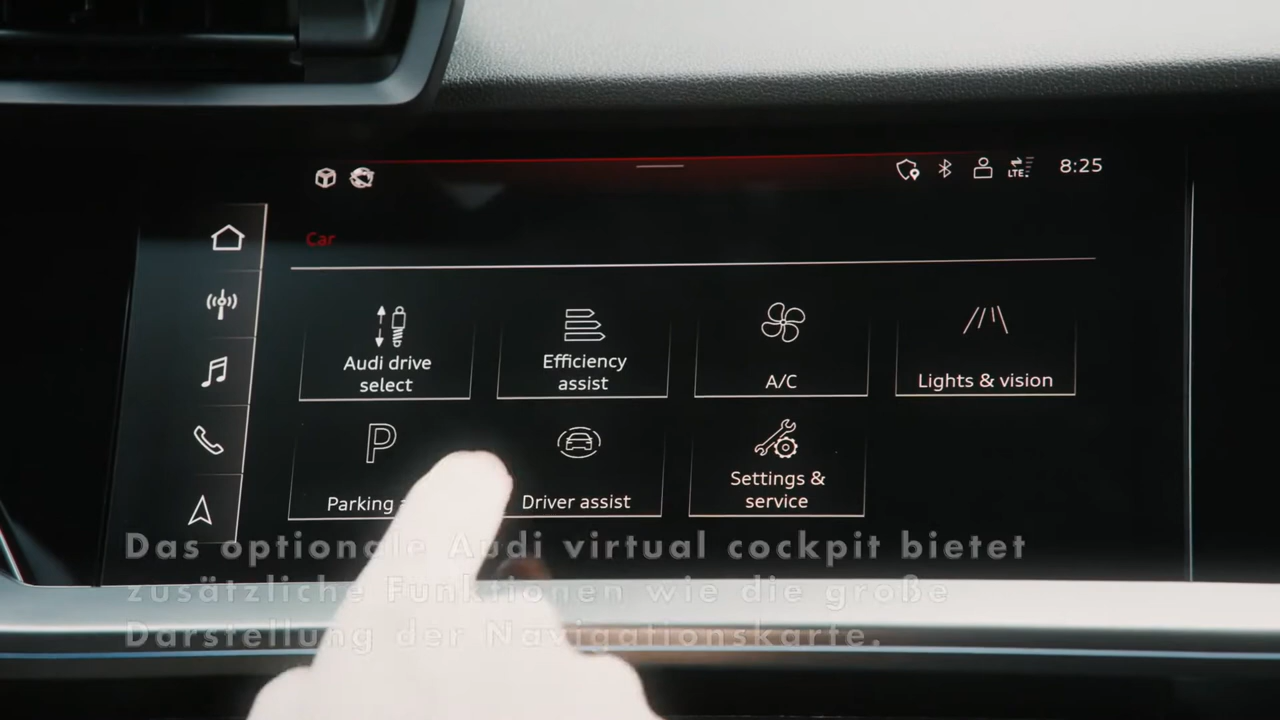 LTE
8:25
Car
Audi drive
select
Efficiency
assist
A/C
Lights & vision
P
Parking
Driver assist
Settings &
service
Das optionale Audi virtual cockpit bietet
zusätzliche Funktionen wie die große
Darstellung der Navigationskarte.